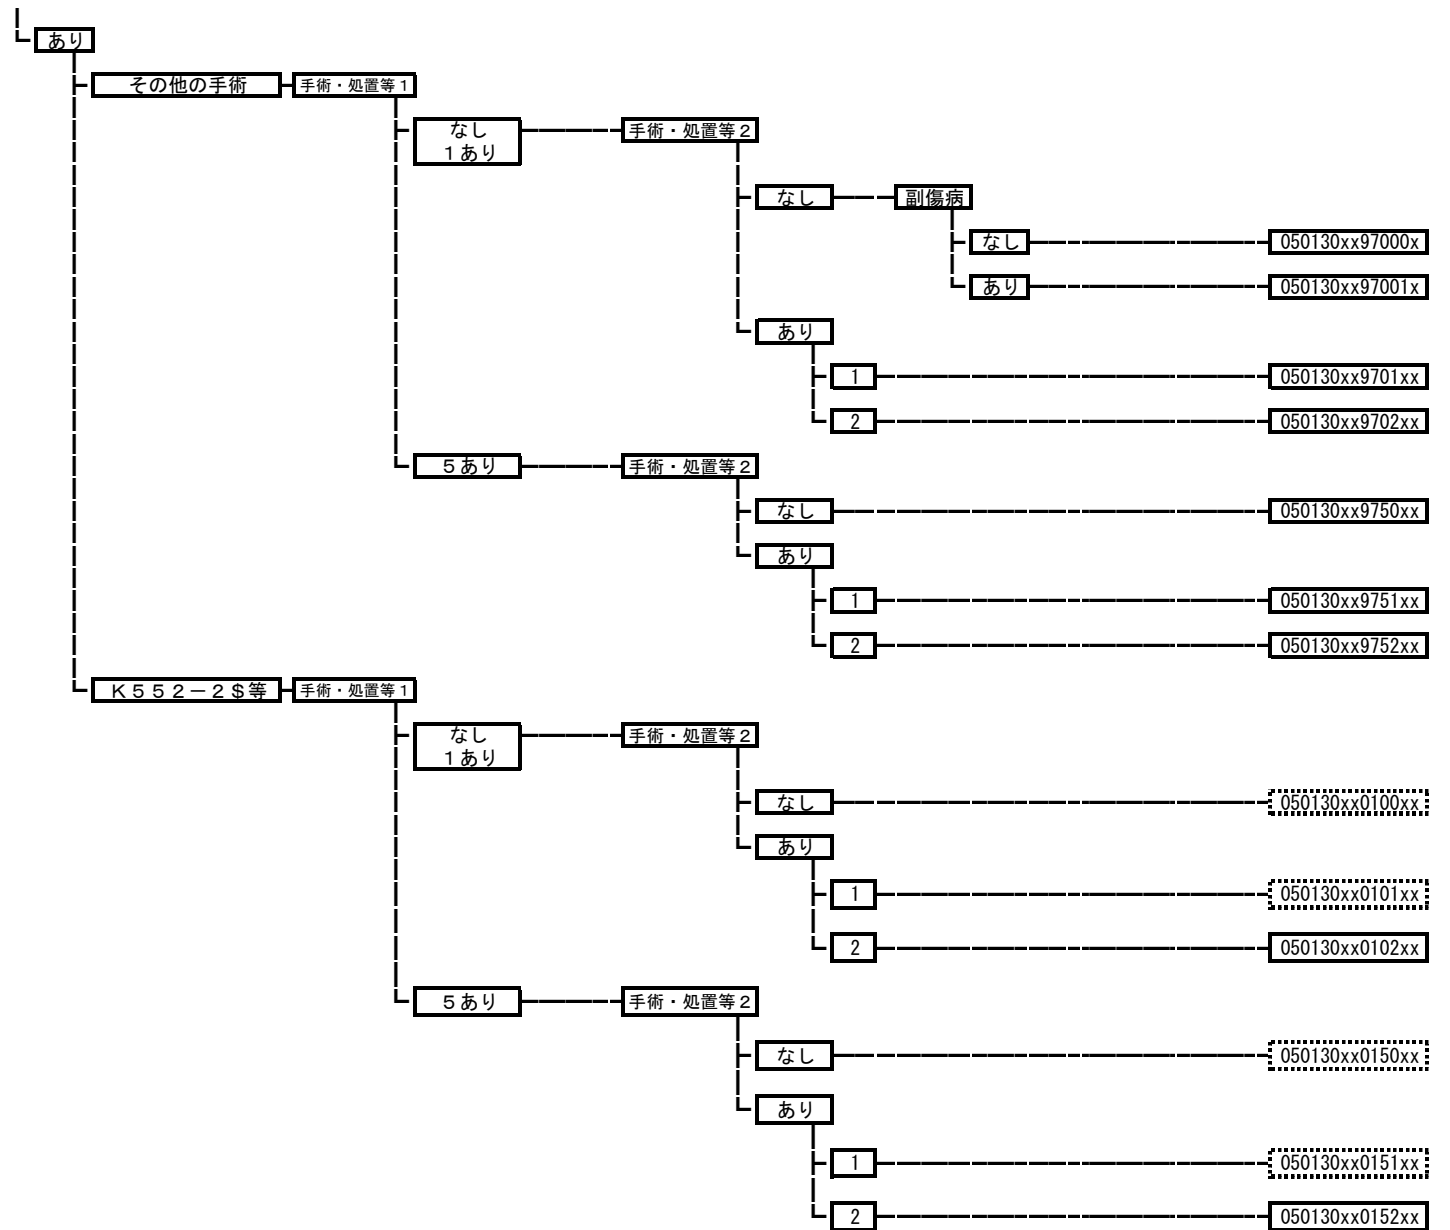 あり
その他の手術 手術・処置等1
なし 手術・処置等2
1あり
なし 副傷病
なし 050130xx97000x
あり 050130xx97001x
あり
1 050130xx9701xx
2 050130xx9702xx
5あり 手術・処置等2
なし 050130xx9750xx
あり
1 050130xx9751xx
2 050130xx9752xx
K552-2$等 手術・処置等1
なし 手術・処置等2
1あり
なし 050130xx0100xx
あり
1 050130xx0101xx
2 050130xx0102xx
5あり 手術・処置等2
なし 050130xx0150xx
あり
1 050130xx0151xx
2 050130xx0152xx